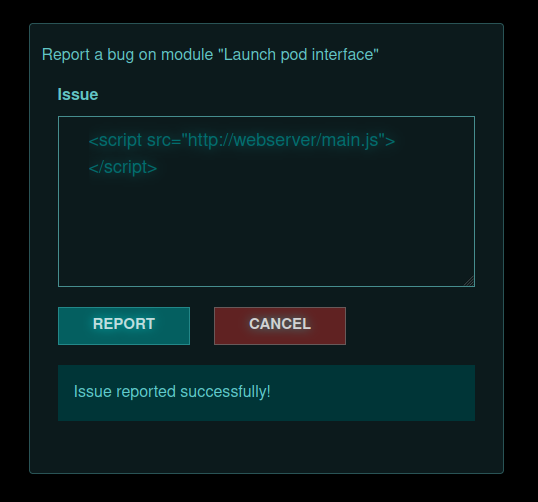 Report a bug on module "Launch pod interface"
Issue
<script src="http://webserver/main.js">
</script>
REPORT CANCEL
Issue reported successfully!